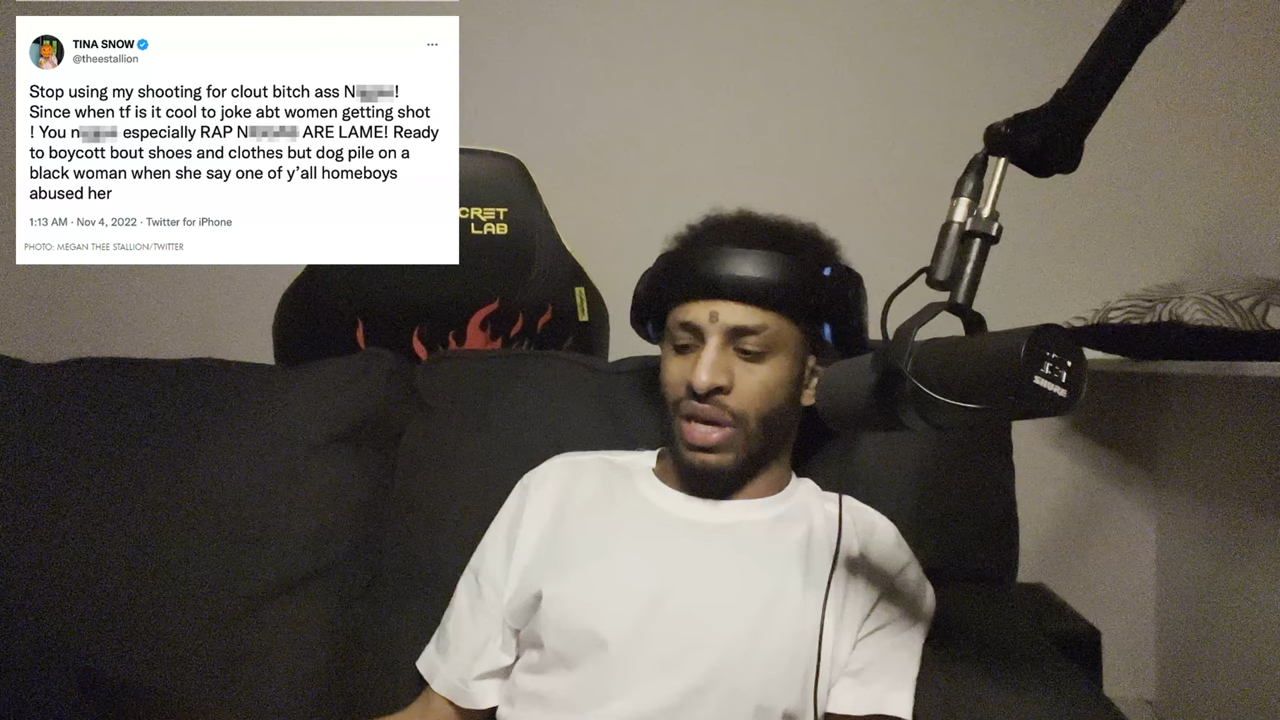 TINA SNOW
@theestallion
Stop using my shooting for clout bitch ass N!
Since when tf is it cool to joke abt women getting shot
! You n especially RAP N ARE LAME! Ready
to boycott bout shoes and clothes but dog pile on a
black woman when she say one of y'all homeboys
abused her
1:13 AM · Nov 4, 2022 · Twitter for iPhone
PHOTO: MEGAN THEE STALLION/TWITTER
CRET
LAB
B
SHURE